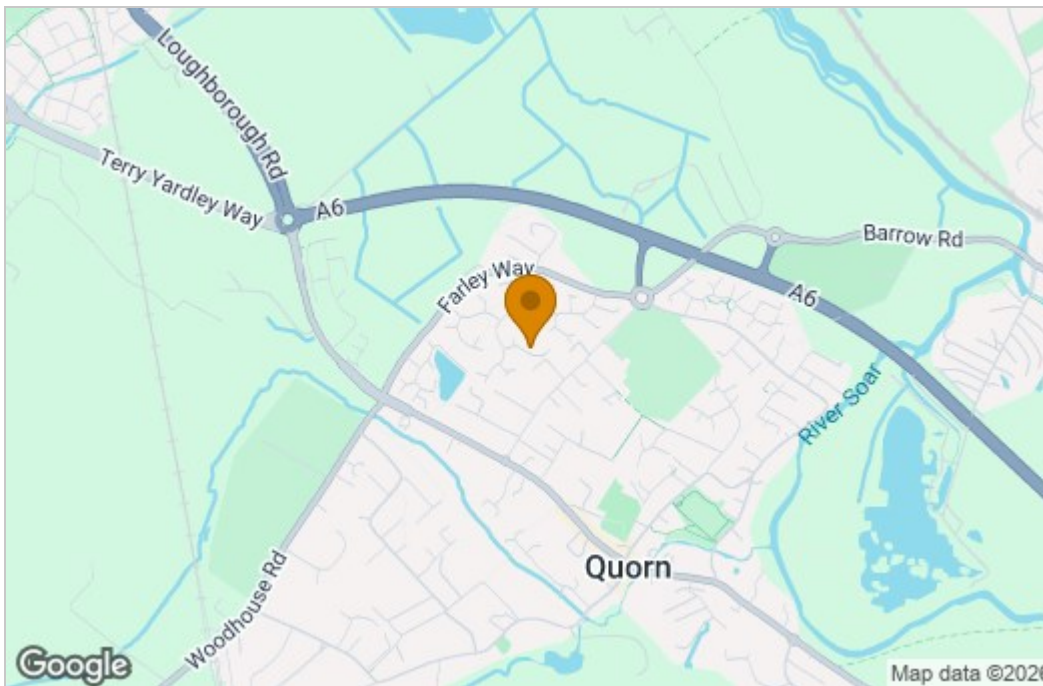 Loughborough Rd
Terry Yardley Way
A6
Barrow Rd
Farley Way
A6
River Soar
Quorn
Woodhouse Rd
Google
Map data ©2026